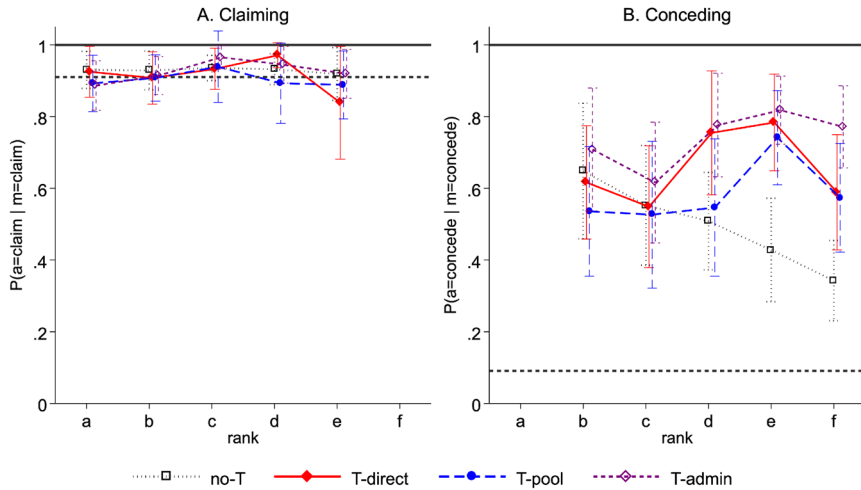 A. Claiming
P(a=claim | m=claim)
1
.8
.6
.4
.2
0
a b c d e f
rank
B. Conceding
P(a=concede | m=concede)
1
.8
.6
.4
.2
0
a b c d e f
rank
no-T T-direct T-pool T-admin